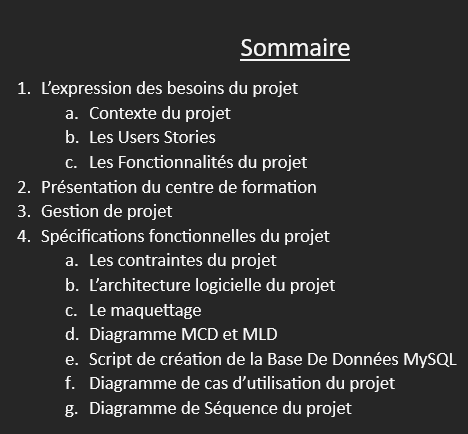 Sommaire
1. L'expression des besoins du projet
a. Contexte du projet
b. Les Users Stories
c. Les Fonctionnalités du projet
2. Présentation du centre de formation
3. Gestion de projet
4. Spécifications fonctionnelles du projet
a. Les contraintes du projet
b. L'architecture logicielle du projet
c. Le maquettage
d. Diagramme MCD et MLD
e. Script de création de la Base De Données MySQL
f. Diagramme de cas d'utilisation du projet
g. Diagramme de Séquence du projet